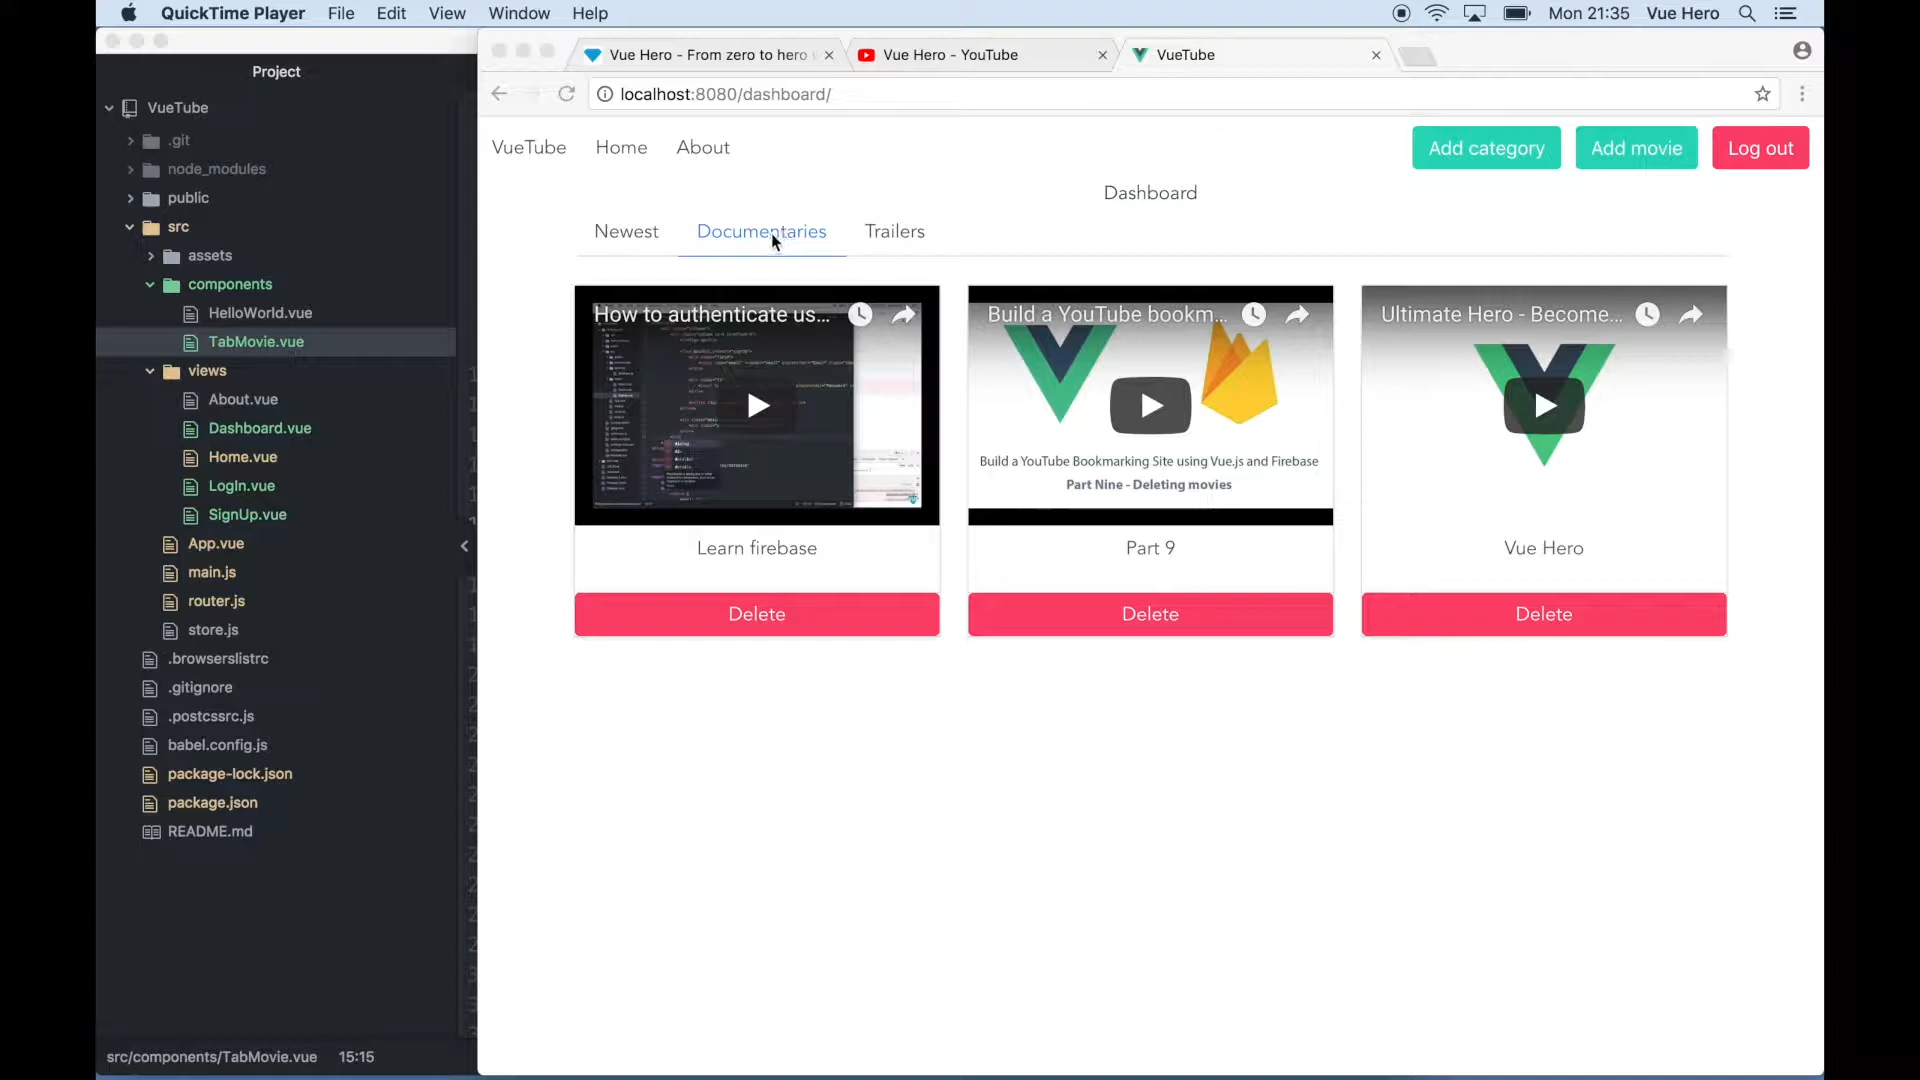 QuickTime Player File Edit View Window Help Mon 21:35 Vue Hero
Project
VueTube
.git
node_modules
public
src
assets
components
HelloWorld.vue
TabMovie.vue
views
About.vue
Dashboard.vue
Home.vue
LogIn.vue
SignUp.vue
App.vue
main.js
router.js
store.js
.browserslistrc
.gitignore
.postcssrc.js
babel.config.js
package-lock.json
package.json
README.md
src/components/TabMovie.vue 15:15
Vue Hero - From zero to hero
Vue Hero - YouTube
VueTube
localhost:8080/dashboard/
VueTube Home About Add category Add movie Log out
Dashboard
Newest Documentaries Trailers
How to authenticate us...
Learn firebase
Delete
Build a YouTube bookm...
Build a YouTube Bookmarking Site using Vue.js and Firebase
Part Nine - Deleting movies
Part 9
Delete
Ultimate Hero - Become...
Vue Hero
Delete